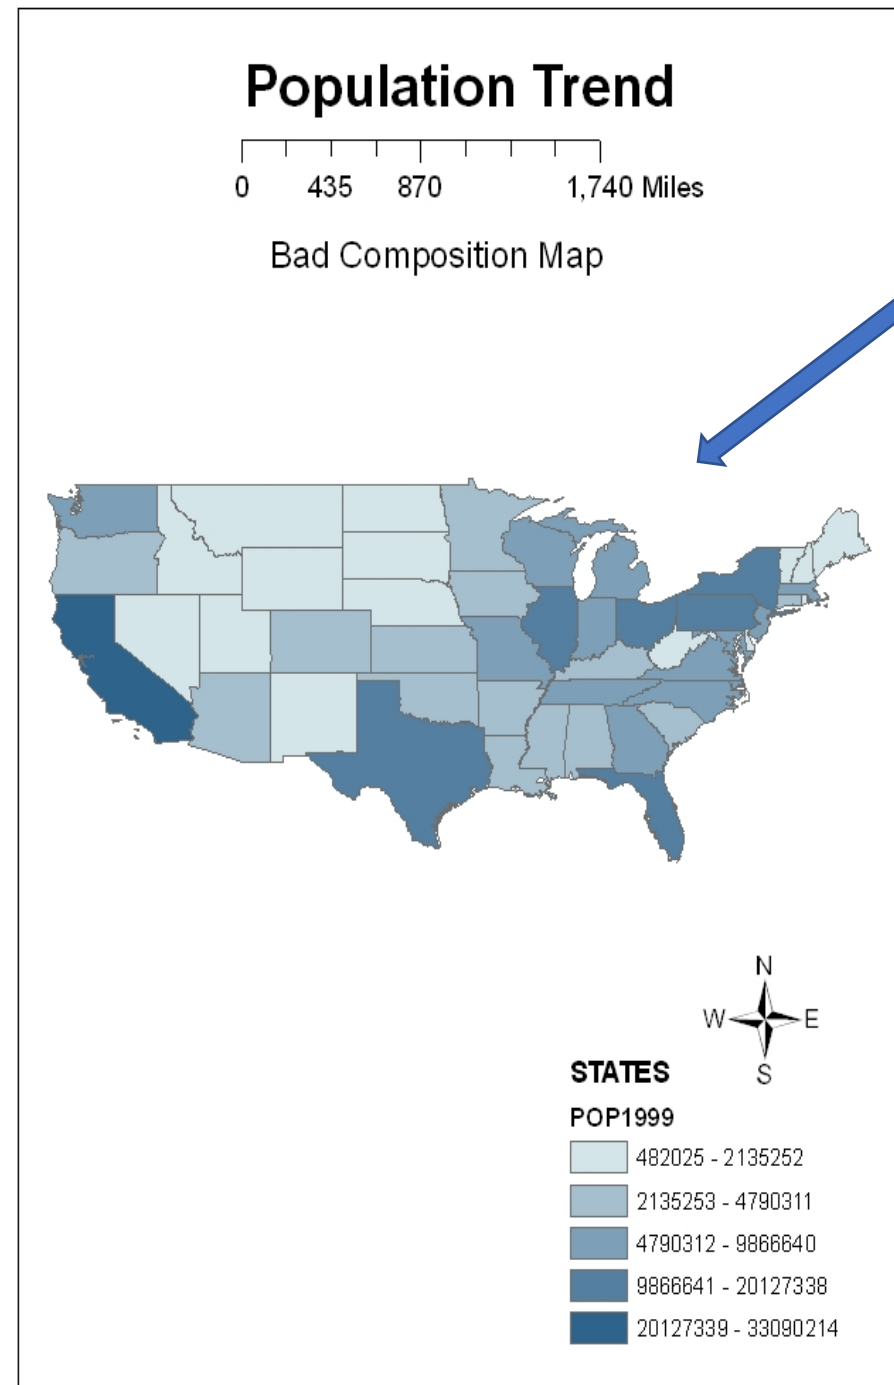 Population Trend
0 435 870 1,740 Miles
Bad Composition Map
N
W E
S
STATES
POP1999
482025 - 2135252
2135253 - 4790311
4790312 - 9866640
9866641 - 20127338
20127339 - 33090214